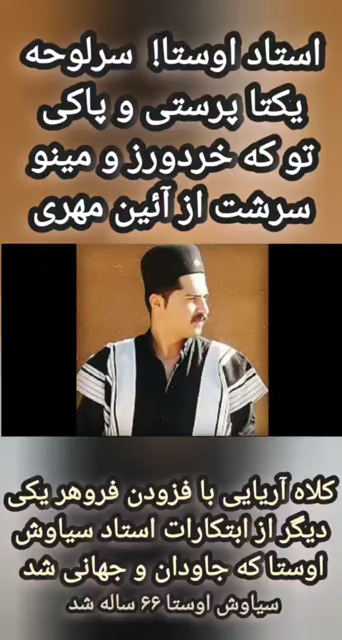 استاد اوستا! سرلوحه
یکتا پرستی و پاکی
تو که خردورز و مینو
سرشت از آئین مهری
کلاه آریایی با فزودن فروهر یکی
دیگر از ابتکارات استاد سیاوش
اوستا که جاودان و جهانی شد
سیاوش اوستا ۶۶ ساله شد